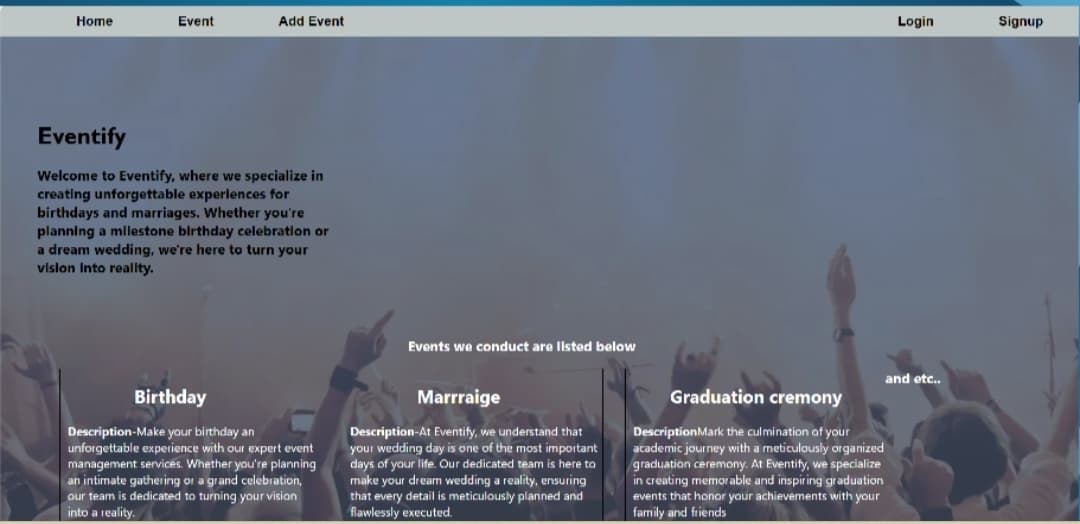 Home Event Add Event Login Signup
Eventify
Welcome to Eventify, where we specialize in
creating unforgettable experiences for
birthdays and marriages. Whether you're
planning a milestone birthday celebration or
a dream wedding, we're here to turn your
vision into reality.
Events we conduct are listed below
Birthday
Description-Make your birthday an
unforgettable experience with our expert event
management services. Whether you're planning
an intimate gathering or a grand celebration,
our team is dedicated to turning your vision
into a reality.
Marrraige
Description-At Eventify, we understand that
your wedding day is one of the most important
days of your life. Our dedicated team is here to
make your dream wedding a reality, ensuring
that every detail is meticulously planned and
flawlessly executed.
Graduation cremony
DescriptionMark the culmination of your
academic journey with a meticulously organized
graduation ceremony. At Eventify, we specialize
in creating memorable and inspiring graduation
events that honor your achievements with your
family and friends
and etc..